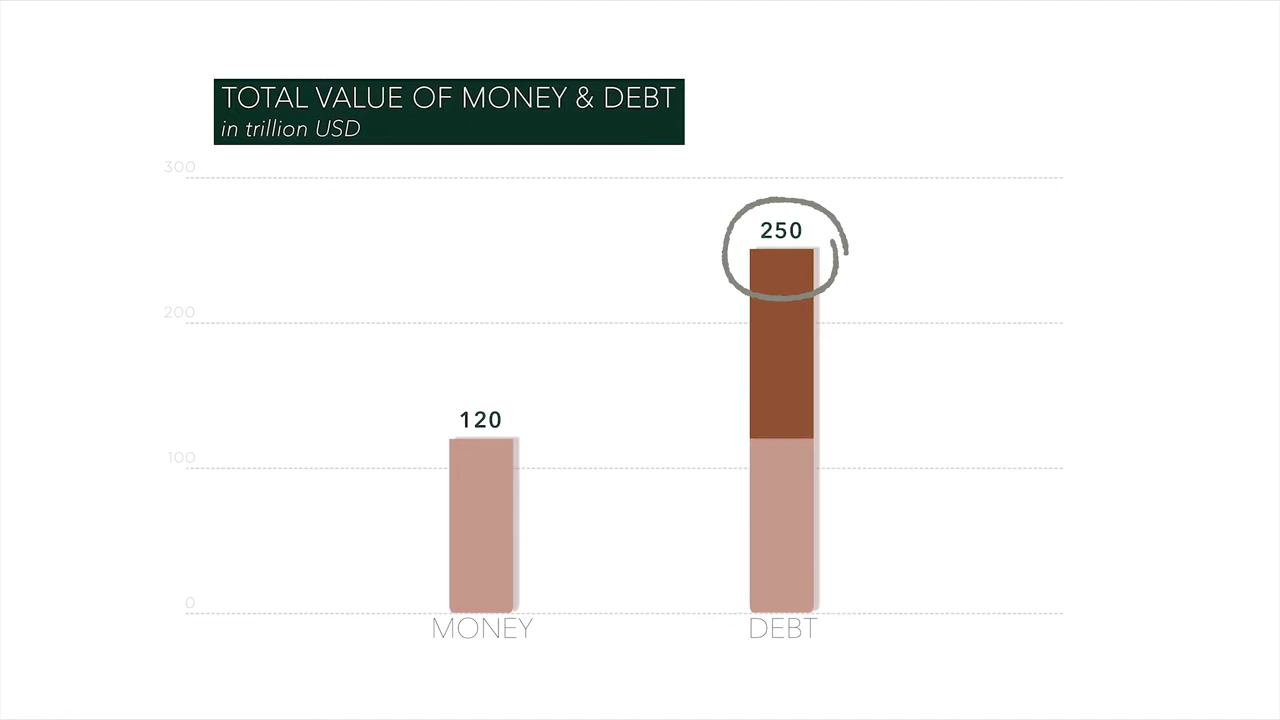 TOTAL VALUE OF MONEY & DEBT
in trillion USD
300
250
200
120
100
0
MONEY
DEBT